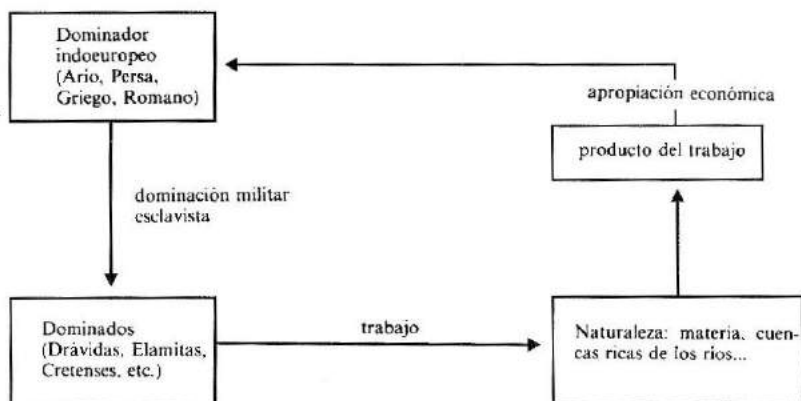 Dominador
indoeuropeo
(Ario, Persa,
Griego, Romano)
apropiación económica
producto del trabajo
dominación militar
esclavista
Dominados
(Drávidas, Elamitas,
Cretenses, etc.)
trabajo
Naturaleza: materia, cuen-
cas ricas de los ríos...